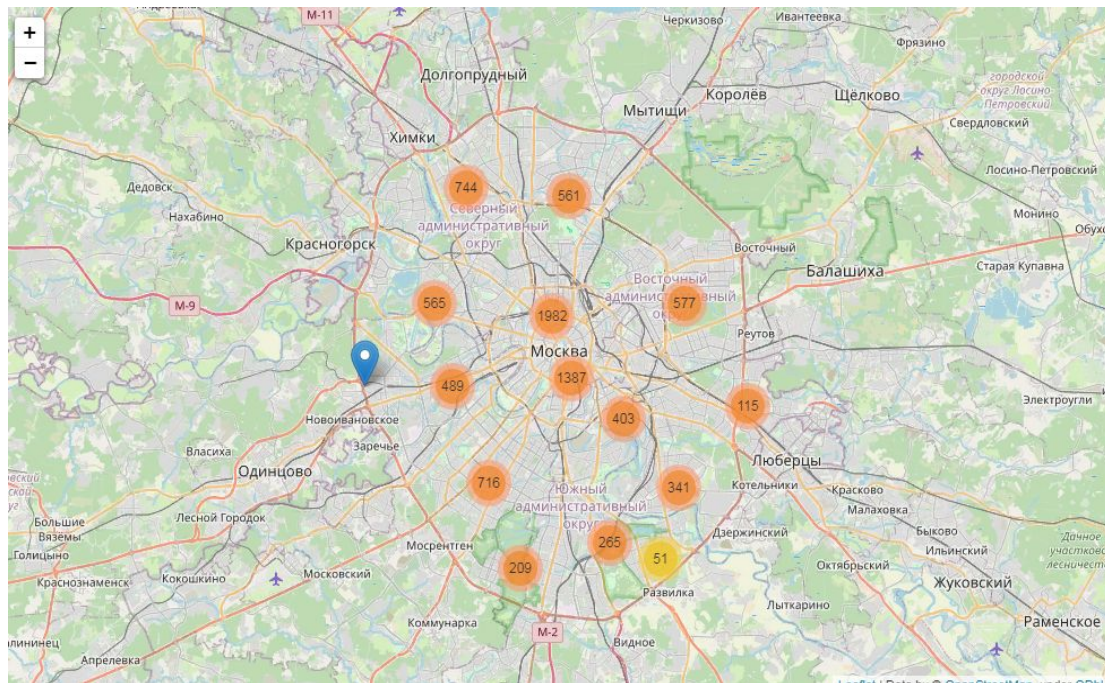 М-11
Черкизово
Ивантеевка
Фрязино
+
−
Долгопрудный
Королёв
Щёлково
городской
округ Лосино
Петровский
Мытищи
Свердловский
Химки
Лосино-Петровский
Дедовск
744
561
Северный
административный
округ
Нахабино
Монино
Красногорск
Восточный
Старая Купавна
Балашиха
Восточный
административный
577
М-9
565
1982
Реутов
Москва
1387
489
115
Электроугли
403
Новоивановское
Заречье
Власиха
Люберцы
Одинцово
716
341
Котельники
Красково
Южный
административный
округ
Малаховка
Лесной Городок
Большие
Вязёмы
Дзержинский
Быково
Мосрентген
265
51
Ильинский
Голицыно
Октябрьский
209
Краснознаменск
Кокошкино
Московский
Развилка
Жуковский
Лыткарино
Коммунарка
Раменское
М-2
Видное
Апрелевка